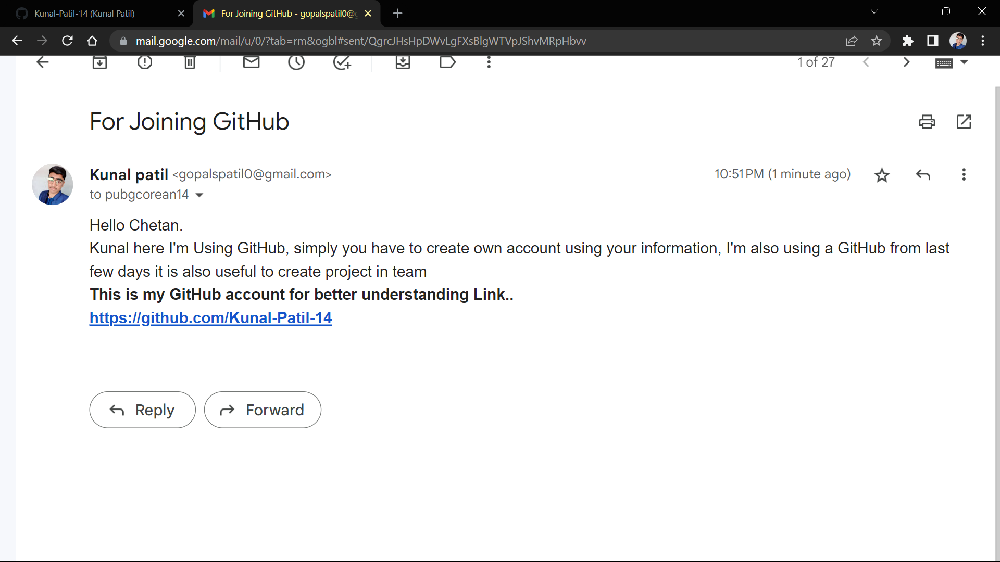 Kunal-Patil-14 (Kunal Patil)
For Joining GitHub - gopalspatil0@g
mail.google.com/mail/u/0/?tab=rm&ogbl#sent/QgrcJHsHpDWvLgFXsBlgWTVpJShvMRpHbvv
1 of 27
For Joining GitHub
Kunal patil <gopalspatil0@gmail.com>
10:51 PM (1 minute ago)
to pubgcorean14
Hello Chetan.
Kunal here I'm Using GitHub, simply you have to create own account using your information, I'm also using a GitHub from last
few days it is also useful to create project in team
This is my GitHub account for better understanding Link..
https://github.com/Kunal-Patil-14
Reply
Forward